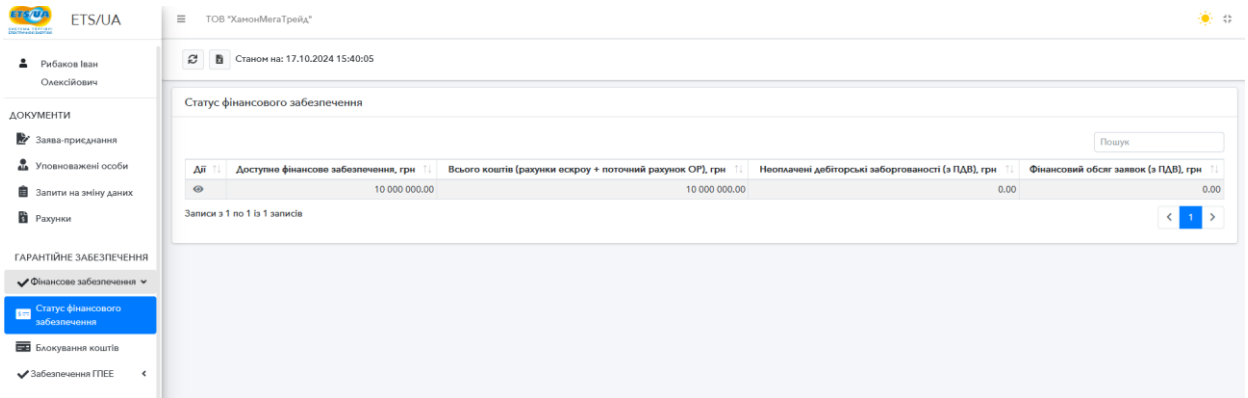 ETS/UA
ETS/UA
Рибаков Іван
Олексійович
ДОКУМЕНТИ
Заява-приєднання
Уповноважені особи
Запити на зміну даних
Рахунки
ГАРАНТІЙНЕ ЗАБЕЗПЕЧЕННЯ
Фінансове забезпечення
Статус фінансового
забезпечення
Блокування коштів
Забезпечення ГПЕЕ
ТОВ "ХамонМегаТрейд"
Станом на: 17.10.2024 15:40:05
Статус фінансового забезпечення
Пошук
Дії Доступне фінансове забезпечення, грн Всього коштів (рахунки ескроу + поточний рахунок ОР), грн Неоплачені дебіторські заборгованості (з ПДВ), грн Фінансовий обсяг заявок (з ПДВ), грн
10 000 000.00 10 000 000.00 0.00 0.00
Записи з 1 по 1 із 1 записів
1